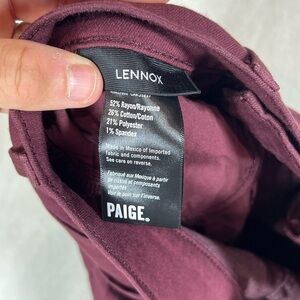 LENNOX
52% Rayon/Rayonne
26% Cotton/Coton
21% Polyester
1% Spandex
Made in Mexico of imported
fabric and components.
See care on reverse.
Fabriqué aux Mexique à partir
de tissus et composants
importés
Voir le soin sur l'inverse.
PAIGE.